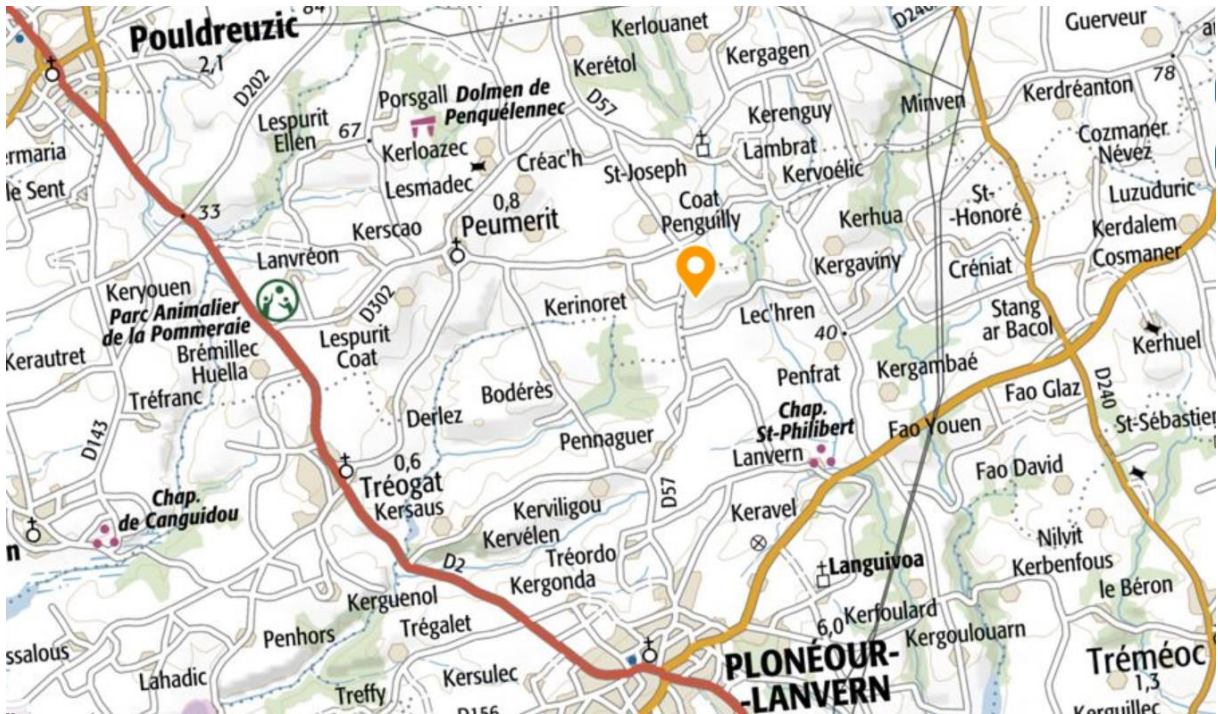 84
Pouldreuzic
2,1
D202
Kerlouanet
Kerétol
Kergagen
D240
Guerveur
78
Kerdréanton
Minven
Porsgall
Dolmen de
Penquélennec
D57
Kerenguy
Lespurit
Ellen
67
Kerloazec
Créac'h
St-Joseph
Lambrat
Kervoélic
Cozmaner
Névez
ermaria
le Sent
Lesmadec
Luzuduric
33
0,8
Peumerit
Kerscao
Coat
Penguilly
Kerhua
St-
-Honoré
Kerdalem
Cosmaner
Lanvréon
Kergaviny
Créniat
Keryouen
Parc Animalier
de la Pommeraie
D302
Kerinoret
Lec'hren
40
Stang
ar Bacol
Kerautret
Brémillec
Huella
Lespurit
Coat
Kerhuel
Tréfranc
Bodérès
Penfrat
Kergambaé
Fao Glaz
D240
Derlez
Chap.
St-Philibert
Fao Youen
St-Sébastien
D143
Pennaguer
Lanvern
0,6
Tréogat
Kersaus
Fao David
Chap.
de Canguidou
D57
Kerviligou
Keravel
Kervélen
Nilvit
n
D2
Tréordo
Languivoa
Kerbenfous
Kergonda
le Béron
Kerguenol
Kerfoulard
Trégalet
6,0
Kergoulouarn
Penhors
ssalous
PLONÉOUR-
-LANVERN
Tréméoc
1,3
Lahadic
Kersulec
Treffy
D156
Kerguillec